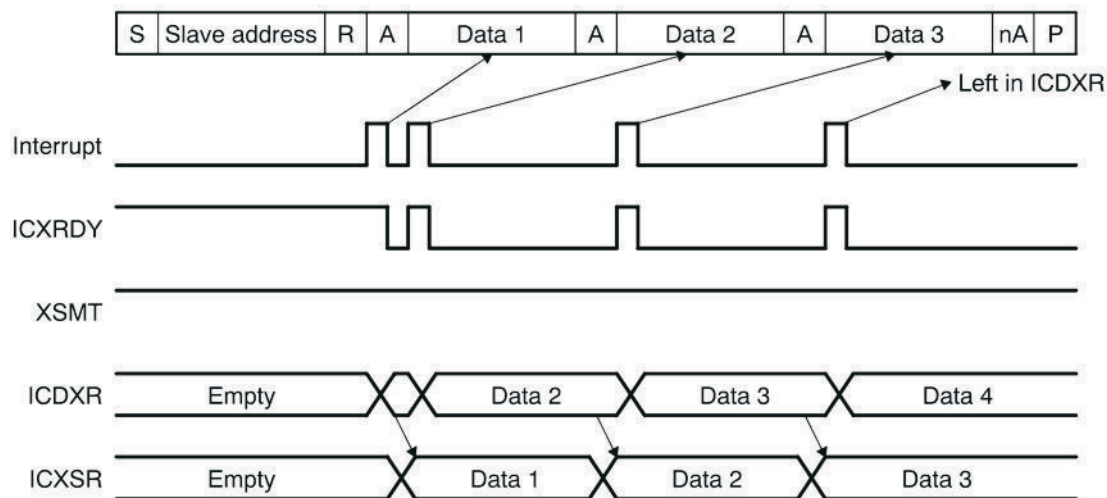 S Slave address R A Data 1 A Data 2 A Data 3 nA P
Left in ICDXR
Interrupt
ICXRDY
XSMT
ICDXR Empty Data 2 Data 3 Data 4
ICXSR Empty Data 1 Data 2 Data 3